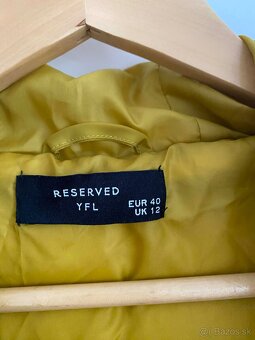 RESERVED
YFL
EUR 40
UK 12
© Bazos.sk